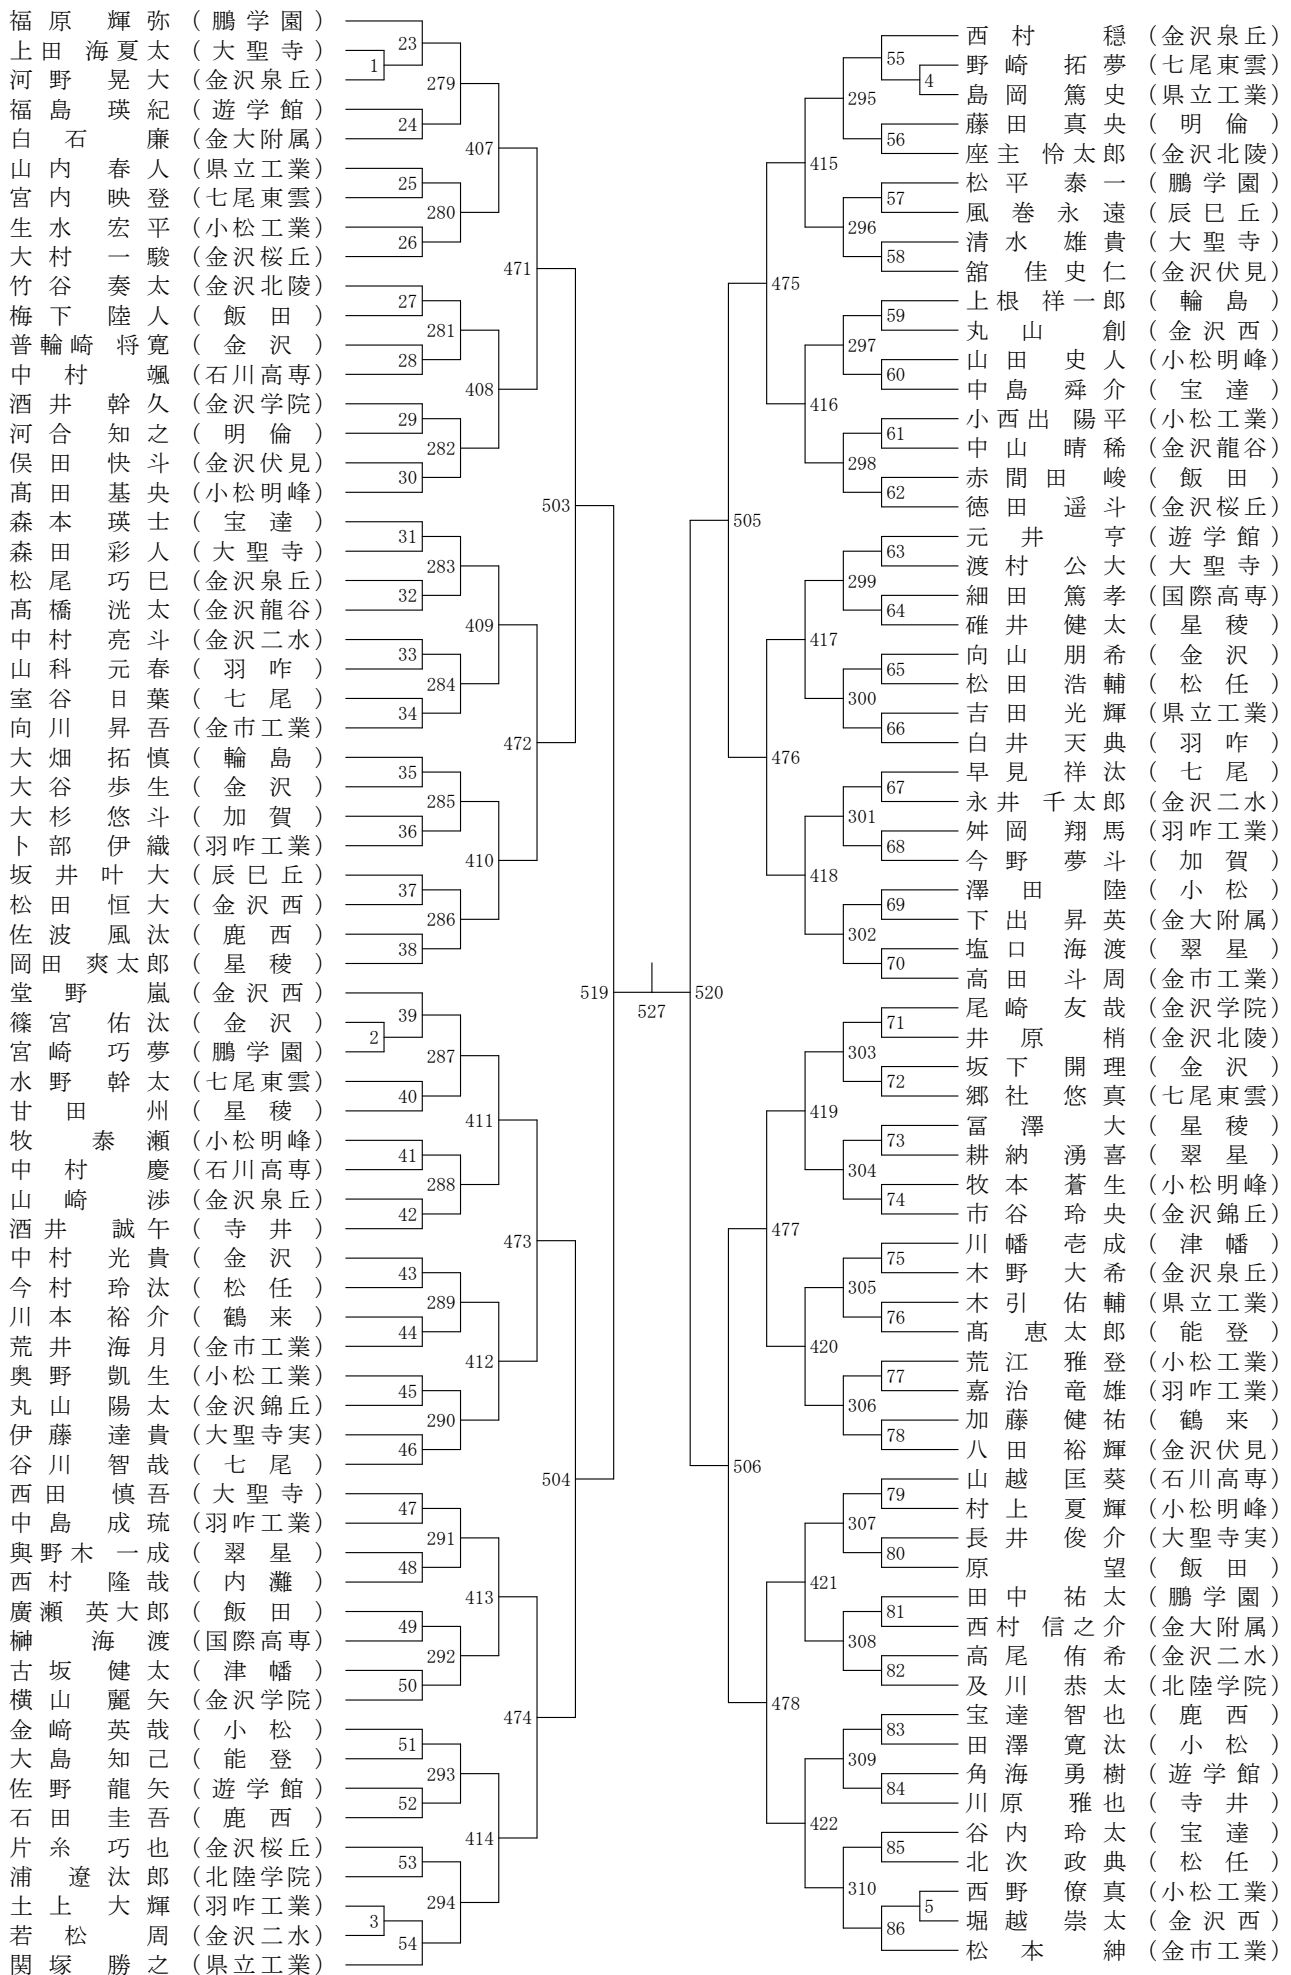 福原 輝弥 (鵬学園)
上田 海夏太 (大聖寺)
河野 晃大 (金沢泉丘)
福島 瑛紀 (遊学館)
白石 廉 (金大附属)
山内 春人 (県立工業)
宮内 映登 (七尾東雲)
生水 宏平 (小松工業)
大村 一駿 (金沢桜丘)
竹谷 奏太 (金沢北陵)
梅下 陸人 (飯田)
普輪崎 将寛 (金沢)
中村 颯 (石川高専)
酒井 幹久 (金沢学院)
河合 知之 (明倫)
俣田 快斗 (金沢伏見)
髙田 基央 (小松明峰)
森本 瑛士 (宝達)
森田 彩人 (大聖寺)
松尾 巧巳 (金沢泉丘)
髙橋 洸太 (金沢龍谷)
中村 亮斗 (金沢二水)
山科 元春 (羽咋)
室谷 日葉 (七尾)
向川 昇吾 (金市工業)
大畑 拓慎 (輪島)
大谷 歩生 (金沢)
大杉 悠斗 (加賀)
卜部 伊織 (羽咋工業)
坂井 叶大 (辰巳丘)
松田 恒大 (金沢西)
佐波 風汰 (鹿西)
岡田 爽太郎 (星稜)
堂野 嵐 (金沢西)
篠宮 佑汰 (金沢)
宮崎 巧夢 (鵬学園)
水野 幹太 (七尾東雲)
甘田 州 (星稜)
牧 泰瀬 (小松明峰)
中村 慶 (石川高専)
山崎 渉 (金沢泉丘)
酒井 誠午 (寺井)
中村 光貴 (金沢)
今村 玲汰 (松任)
川本 裕介 (鶴来)
荒井 海月 (金市工業)
奥野 凱生 (小松工業)
丸山 陽太 (金沢錦丘)
伊藤 達貴 (大聖寺実)
谷川 智哉 (七尾)
西田 慎吾 (大聖寺)
中島 成琉 (羽咋工業)
與野木 一成 (翠星)
西村 隆哉 (内灘)
廣瀬 英大郎 (飯田)
榊 海渡 (国際高専)
古坂 健太 (津幡)
横山 麗矢 (金沢学院)
金﨑 英哉 (小松)
大島 知己 (能登)
佐野 龍矢 (遊学館)
石田 圭吾 (鹿西)
片糸 巧也 (金沢桜丘)
浦 遼汰郎 (北陸学院)
土上 大輝 (羽咋工業)
若松 周 (金沢二水)
関塚 勝之 (県立工業)
1
2
3
23
24
25
26
27
28
29
30
31
32
33
34
35
36
37
38
39
40
41
42
43
44
45
46
47
48
49
50
51
52
53
54
279
280
281
282
283
284
285
286
287
288
289
290
291
292
293
294
407
408
409
410
411
412
413
414
471
472
473
474
503
504
519
527
520
505
506
475
476
477
478
415
416
417
418
419
420
421
422
295
296
297
298
299
300
301
302
303
304
305
306
307
308
309
310
55
56
57
58
59
60
61
62
63
64
65
66
67
68
69
70
71
72
73
74
75
76
77
78
79
80
81
82
83
84
85
86
4
5
西村 穏 (金沢泉丘)
野崎 拓夢 (七尾東雲)
島岡 篤史 (県立工業)
藤田 真央 (明倫)
座主 怜太郎 (金沢北陵)
松平 泰一 (鵬学園)
風巻 永遠 (辰巳丘)
清水 雄貴 (大聖寺)
舘 佳史仁 (金沢伏見)
上根 祥一郎 (輪島)
丸山 創 (金沢西)
山田 史人 (小松明峰)
中島 舜介 (宝達)
小西出 陽平 (小松工業)
中山 晴稀 (金沢龍谷)
赤間田 峻 (飯田)
徳田 遥斗 (金沢桜丘)
元井 亨 (遊学館)
渡村 公大 (大聖寺)
細田 篤孝 (国際高専)
碓井 健太 (星稜)
向山 朋希 (金沢)
松田 浩輔 (松任)
吉田 光輝 (県立工業)
白井 天典 (羽咋)
早見 祥汰 (七尾)
永井 千太郎 (金沢二水)
舛岡 翔馬 (羽咋工業)
今野 夢斗 (加賀)
澤田 陸 (小松)
下出 昇英 (金大附属)
塩口 海渡 (翠星)
高田 斗周 (金市工業)
尾崎 友哉 (金沢学院)
井原 梢 (金沢北陵)
坂下 開理 (金沢)
郷社 悠真 (七尾東雲)
冨澤 大 (星稜)
耕納 湧喜 (翠星)
牧本 蒼生 (小松明峰)
市谷 玲央 (金沢錦丘)
川幡 壱成 (津幡)
木野 大希 (金沢泉丘)
木引 佑輔 (県立工業)
髙 恵太郎 (能登)
荒江 雅登 (小松工業)
嘉治 竜雄 (羽咋工業)
加藤 健祐 (鶴来)
八田 裕輝 (金沢伏見)
山越 匡葵 (石川高専)
村上 夏輝 (小松明峰)
長井 俊介 (大聖寺実)
原 望 (飯田)
田中 祐太 (鵬学園)
西村 信之介 (金大附属)
高尾 侑希 (金沢二水)
及川 恭太 (北陸学院)
宝達 智也 (鹿西)
田澤 寛汰 (小松)
角海 勇樹 (遊学館)
川原 雅也 (寺井)
谷内 玲太 (宝達)
北次 政典 (松任)
西野 僚真 (小松工業)
堀越 崇太 (金沢西)
松本 紳 (金市工業)